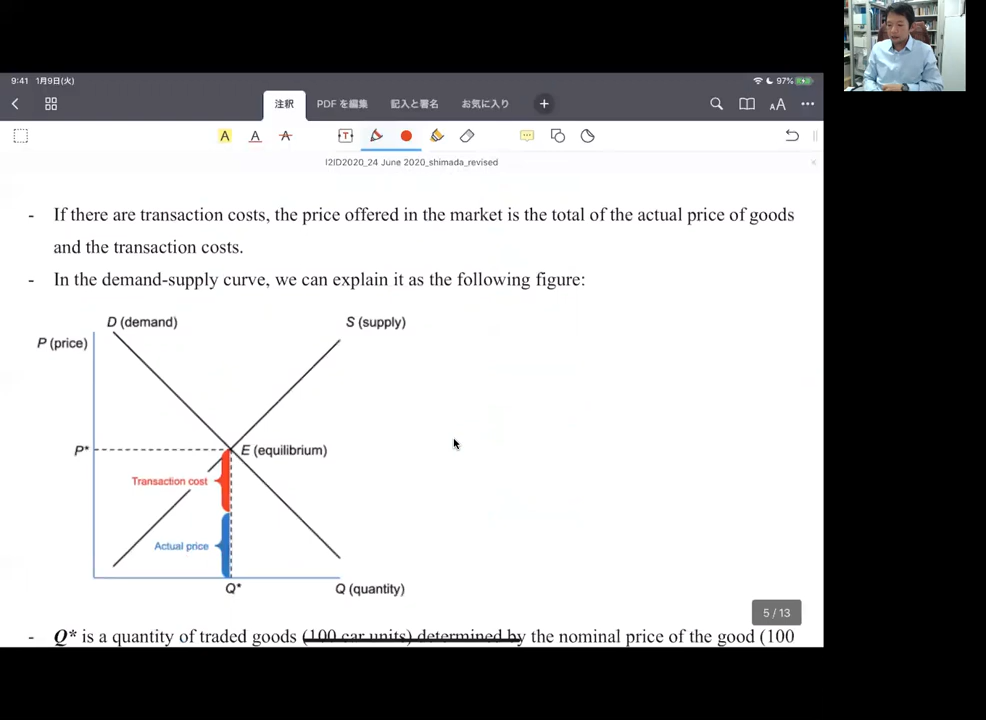 9:41 1月9日(火)
97%
注釈 PDF を編集 記入と署名 お気に入り
AA
A A A T
I2ID2020_24 June 2020_shimada_revised
- If there are transaction costs, the price offered in the market is the total of the actual price of goods
and the transaction costs.
- In the demand-supply curve, we can explain it as the following figure:
D (demand) S (supply)
P (price)
P* E (equilibrium)
Transaction cost
Actual price
Q* Q (quantity)
5 / 13
- Q* is a quantity of traded goods (100 car units) determined by the nominal price of the good (100